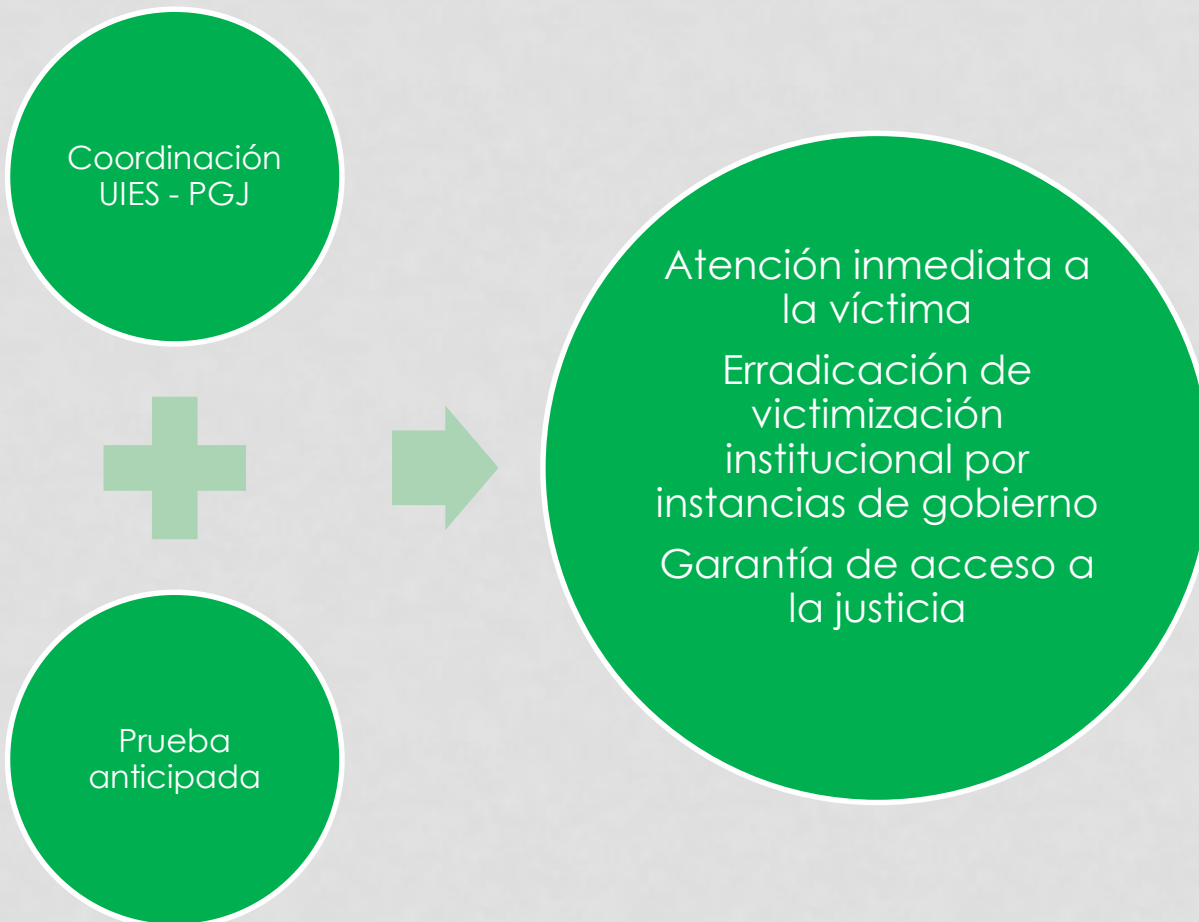 Coordinación
UIES - PGJ
Prueba
anticipada
Atención inmediata a
la víctima
Erradicación de
victimización
institucional por
instancias de gobierno
Garantía de acceso a
la justicia